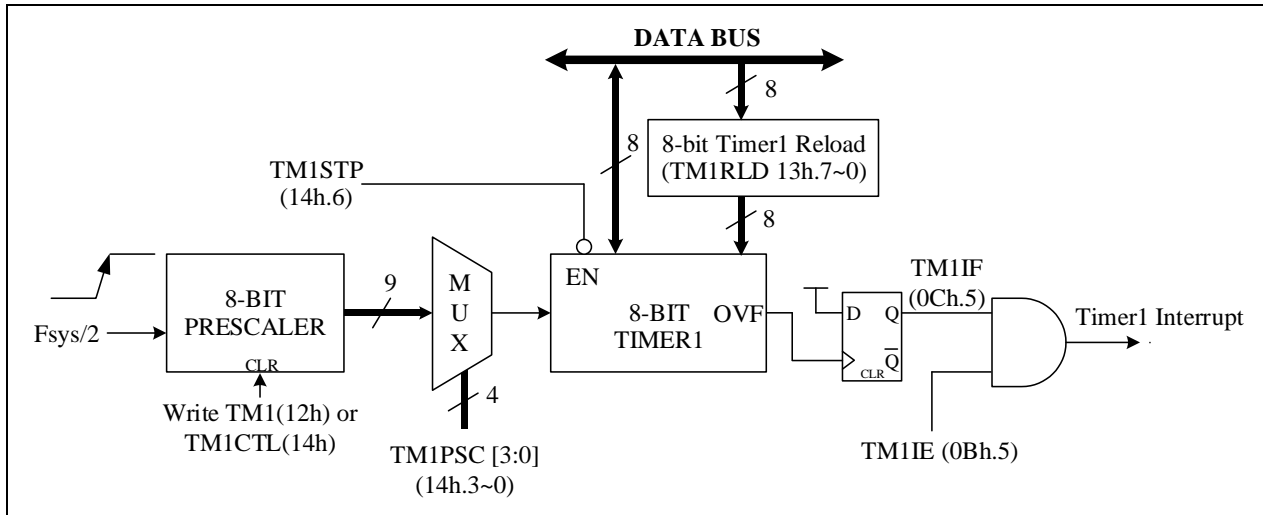 DATA BUS
8
8
8-bit Timer1 Reload
(TM1RLD 13h.7~0)
8
TM1STP
(14h.6)
EN
8-BIT
TIMER1
OVF
9
M
U
X
8-BIT
PRESCALER
CLR
Fsys/2
Write TM1(12h) or
TM1CTL(14h)
4
TM1PSC [3:0]
(14h.3~0)
TM1IF
(0Ch.5)
D
Q
Q
CLR
Timer1 Interrupt
TM1IE (0Bh.5)